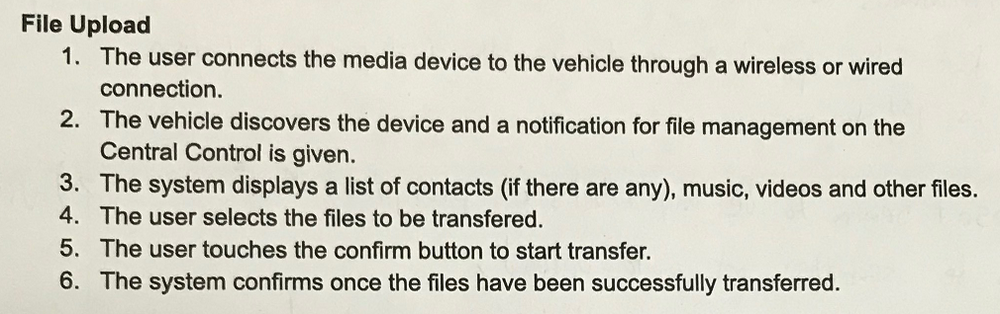 File Upload
1. The user connects the media device to the vehicle through a wireless or wired
connection.
2. The vehicle discovers the device and a notification for file management on the
Central Control is given.
3. The system displays a list of contacts (if there are any), music, videos and other files.
4. The user selects the files to be transfered.
5. The user touches the confirm button to start transfer.
6. The system confirms once the files have been successfully transferred.